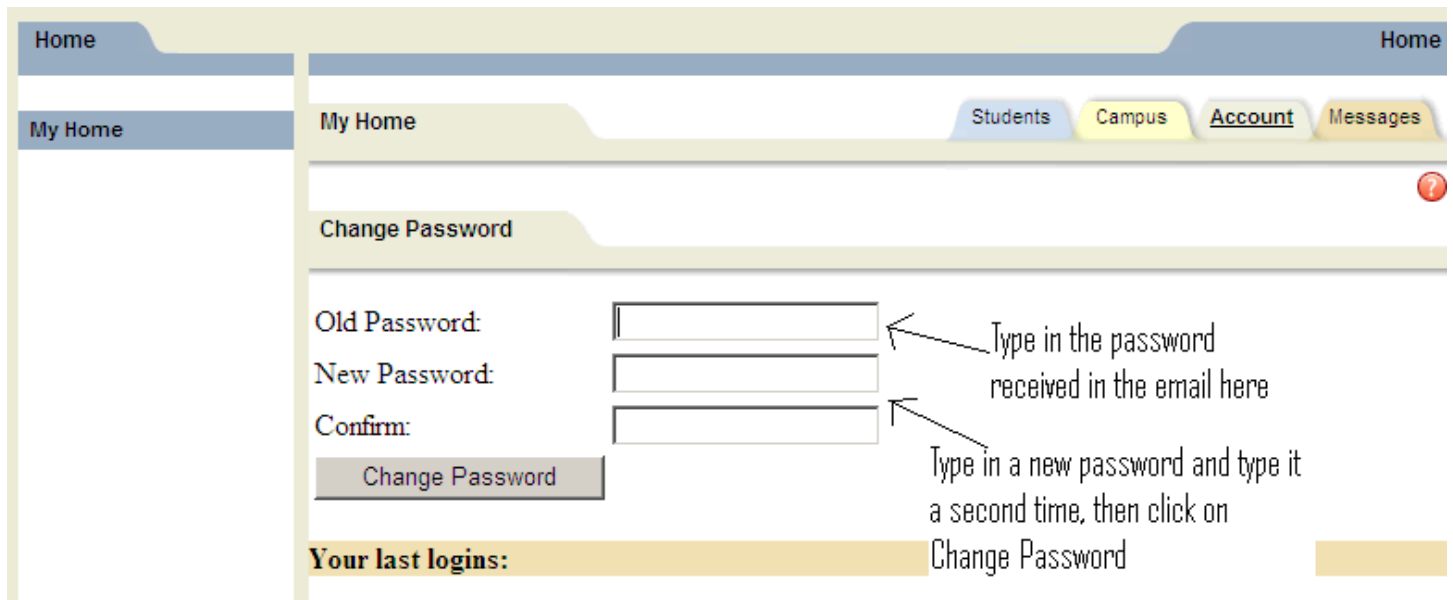 Home
Home
My Home
My Home
Students
Campus
Account
Messages
?
Change Password
Old Password:
Type in the password
received in the email here
New Password:
Confirm:
Change Password
Type in a new password and type it
a second time, then click on
Change Password
Your last logins: